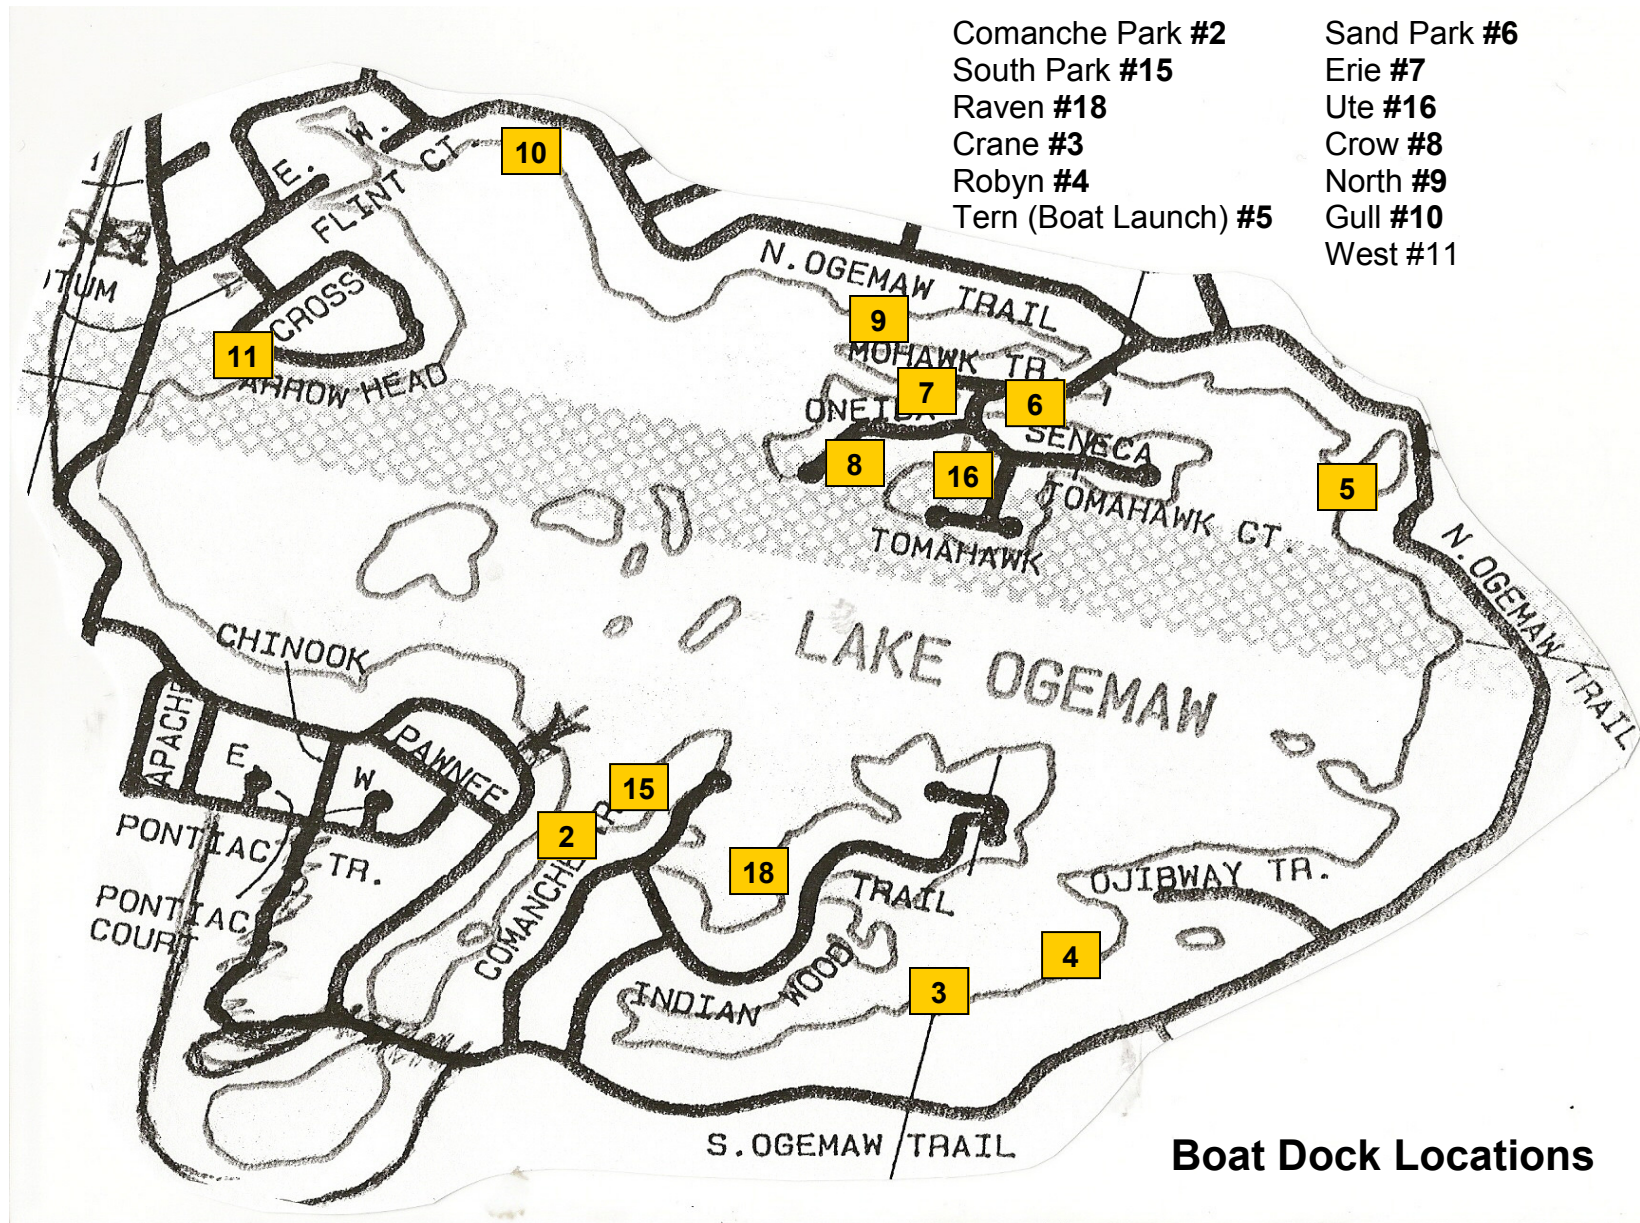 Comanche Park #2
South Park #15
Raven #18
Crane #3
Robyn #4
Tern (Boat Launch) #5
Sand Park #6
Erie #7
Ute #16
Crow #8
North #9
Gull #10
West #11
E. W.
FLINT CT.
10
N. OGEMAW TRAIL
CROSS
9
11
ARROW HEAD
MOHAWK TR.
7
6
ONEIDA
SENECA
8
16
5
TOMAHAWK CT.
TOMAHAWK
N. OGEMAW TRAIL
CHINOOK
LAKE OGEMAW
APACHE
E.
W
PAWNEE
15
2
COMANCHE TR.
PONTIAC TR.
18
TRAIL
OJIBWAY TR.
PONTIAC
COURT
INDIAN WOOD
4
3
S. OGEMAW TRAIL
Boat Dock Locations